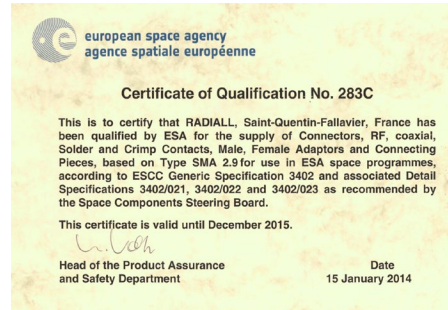 european space agency
agence spatiale européenne
Certificate of Qualification No. 283C
This is to certify that RADIALL, Saint-Quentin-Fallavier, France has
been qualified by ESA for the supply of Connectors, RF, coaxial,
Solder and Crimp Contacts, Male, Female Adaptors and Connecting
Pieces, based on Type SMA 2.9 for use in ESA space programmes,
according to ESCC Generic Specification 3402 and associated Detail
Specifications 3402/021, 3402/022 and 3402/023 as recommended by
the Space Components Steering Board.
This certificate is valid until December 2015.
Head of the Product Assurance
and Safety Department
Date
15 January 2014